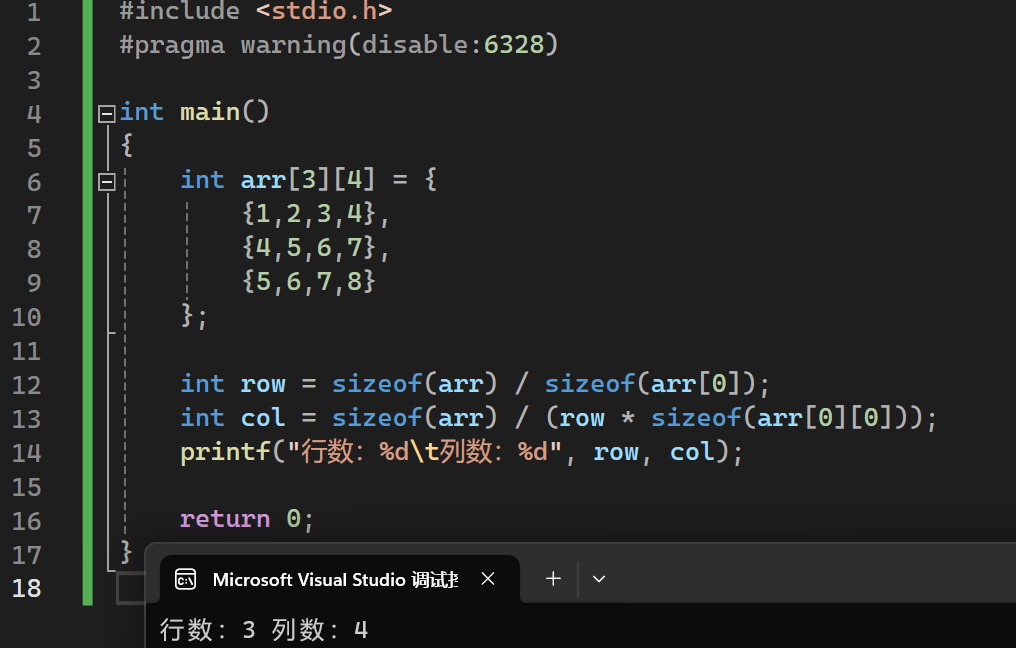 1 #include <stdio.h>
2 #pragma warning(disable:6328)
3
4 int main()
5 {
6 int arr[3][4] = {
7 {1,2,3,4},
8 {4,5,6,7},
9 {5,6,7,8}
10 };
11
12 int row = sizeof(arr) / sizeof(arr[0]);
13 int col = sizeof(arr) / (row * sizeof(arr[0][0]));
14 printf("行数: %d\t列数: %d", row, col);
15
16 return 0;
17 }
18
Microsoft Visual Studio 调试
行数: 3 列数: 4